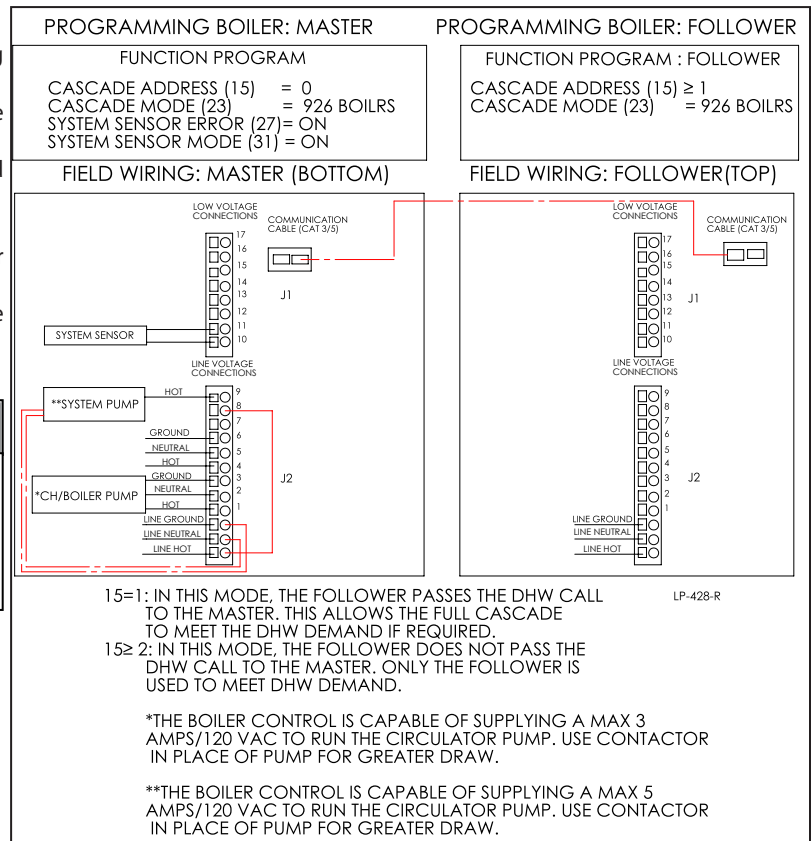 PROGRAMMING BOILER: MASTER
FUNCTION PROGRAM
CASCADE ADDRESS (15) = 0
CASCADE MODE (23) = 926 BOILRS
SYSTEM SENSOR ERROR (27)= ON
SYSTEM SENSOR MODE (31) = ON
PROGRAMMING BOILER: FOLLOWER
FUNCTION PROGRAM : FOLLOWER
CASCADE ADDRESS (15) ≥ 1
CASCADE MODE (23) = 926 BOILRS
FIELD WIRING: MASTER (BOTTOM)
LOW VOLTAGE
CONNECTIONS
COMMUNICATION
CABLE (CAT 3/5)
17
16
15
14
13
12
11
10
J1
SYSTEM SENSOR
LINE VOLTAGE
CONNECTIONS
**SYSTEM PUMP
HOT
GROUND
NEUTRAL
HOT
*CH/BOILER PUMP
GROUND
NEUTRAL
HOT
LINE GROUND
LINE NEUTRAL
LINE HOT
9
8
7
6
5
4
3
2
1
J2
FIELD WIRING: FOLLOWER(TOP)
LOW VOLTAGE
CONNECTIONS
COMMUNICATION
CABLE (CAT 3/5)
17
16
15
14
13
12
11
10
J1
LINE VOLTAGE
CONNECTIONS
9
8
7
6
5
4
3
2
1
J2
LINE GROUND
LINE NEUTRAL
LINE HOT
15=1: IN THIS MODE, THE FOLLOWER PASSES THE DHW CALL
TO THE MASTER. THIS ALLOWS THE FULL CASCADE
TO MEET THE DHW DEMAND IF REQUIRED.
LP-428-R
15≥ 2: IN THIS MODE, THE FOLLOWER DOES NOT PASS THE
DHW CALL TO THE MASTER. ONLY THE FOLLOWER IS
USED TO MEET DHW DEMAND.
*THE BOILER CONTROL IS CAPABLE OF SUPPLYING A MAX 3
AMPS/120 VAC TO RUN THE CIRCULATOR PUMP. USE CONTACTOR
IN PLACE OF PUMP FOR GREATER DRAW.
**THE BOILER CONTROL IS CAPABLE OF SUPPLYING A MAX 5
AMPS/120 VAC TO RUN THE CIRCULATOR PUMP. USE CONTACTOR
IN PLACE OF PUMP FOR GREATER DRAW.